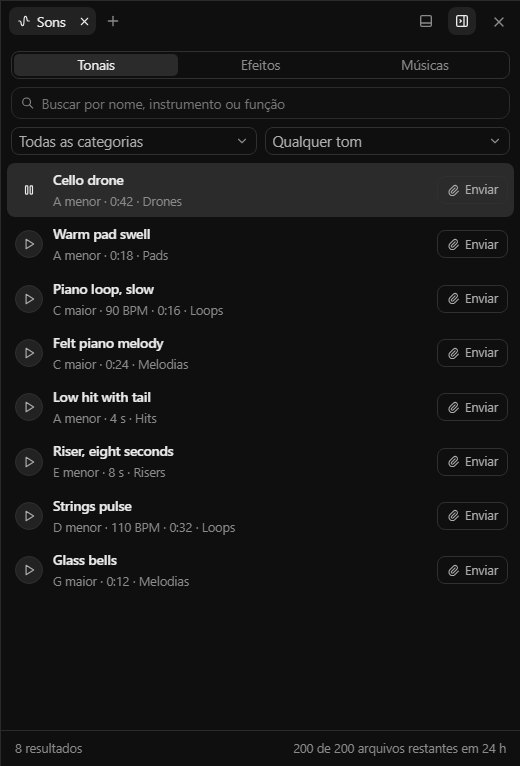 Sons
Tonais Efeitos Músicas
Buscar por nome, instrumento ou função
Todas as categorias Qualquer tom
Cello drone
A menor · 0:42 · Drones
Enviar
Warm pad swell
A menor · 0:18 · Pads
Enviar
Piano loop, slow
C maior · 90 BPM · 0:16 · Loops
Enviar
Felt piano melody
C maior · 0:24 · Melodias
Enviar
Low hit with tail
A menor · 4 s · Hits
Enviar
Riser, eight seconds
E menor · 8 s · Risers
Enviar
Strings pulse
D menor · 110 BPM · 0:32 · Loops
Enviar
Glass bells
G maior · 0:12 · Melodias
Enviar
8 resultados 200 de 200 arquivos restantes em 24 h